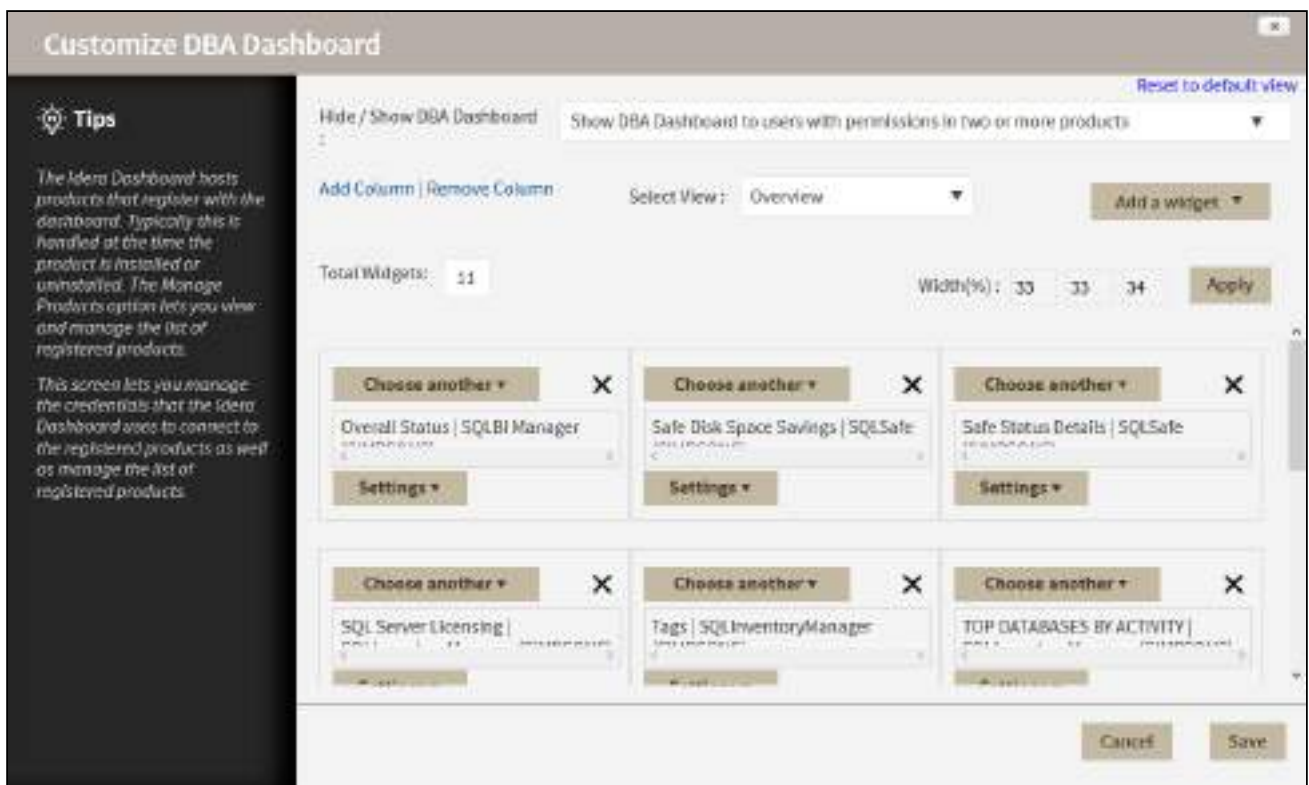 Customize DBA Dashboard
Reset to default view
Tips
The Idera Dashboard hosts
products that register with the
dashboard. Typically this is
handled at the time the
product is installed or
uninstalled. The Manage
Products option lets you view
and manage the list of
registered products.
This screen lets you manage
the credentials that the Idera
Dashboard uses to connect to
the registered products as well
as manage the list of
registered products.
Hide / Show DBA Dashboard
:
Show DBA Dashboard to users with permissions in two or more products
Add Column | Remove Column
Select View : Overview
Add a widget
Total Widgets: 11
Width(%) : 33 33 34
Apply
Choose another
Choose another
Choose another
Overall Status | SQLBI Manager
Safe Disk Space Savings | SQLSafe
Safe Status Details | SQLSafe
Settings
Settings
Settings
Choose another
Choose another
Choose another
SQL Server Licensing |
Tags | SQLInventoryManager
TOP DATABASES BY ACTIVITY |
Cancel
Save